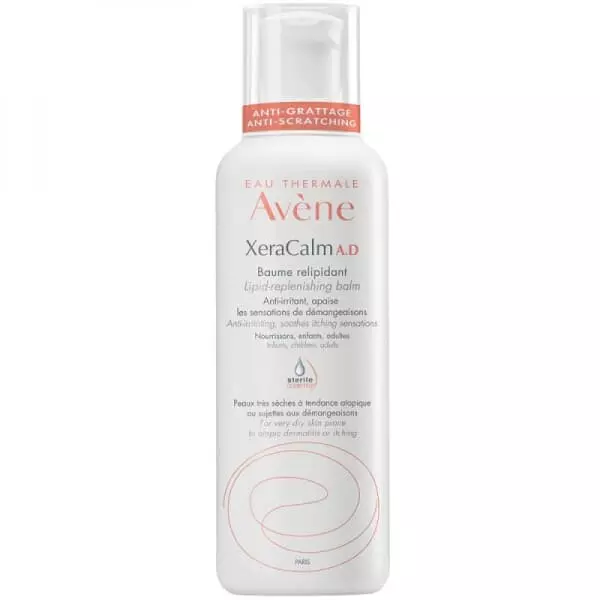 ANTI-GRATTAGE
ANTI-SCRATCHING
EAU THERMALE
Avène
XeraCalm A.D
Baume relipidant
Lipid-replenishing balm
Anti-irritant, apaise
les sensations de démangeaisons
Anti-irritating, soothes itching sensations
Nourrissons, enfants, adultes
Infants, children, adults
sterile
cosmetics
Peaux très sèches à tendance atopique
ou sujettes aux démangeaisons
For very dry skin prone
to atopic dermatitis or itching
PARIS